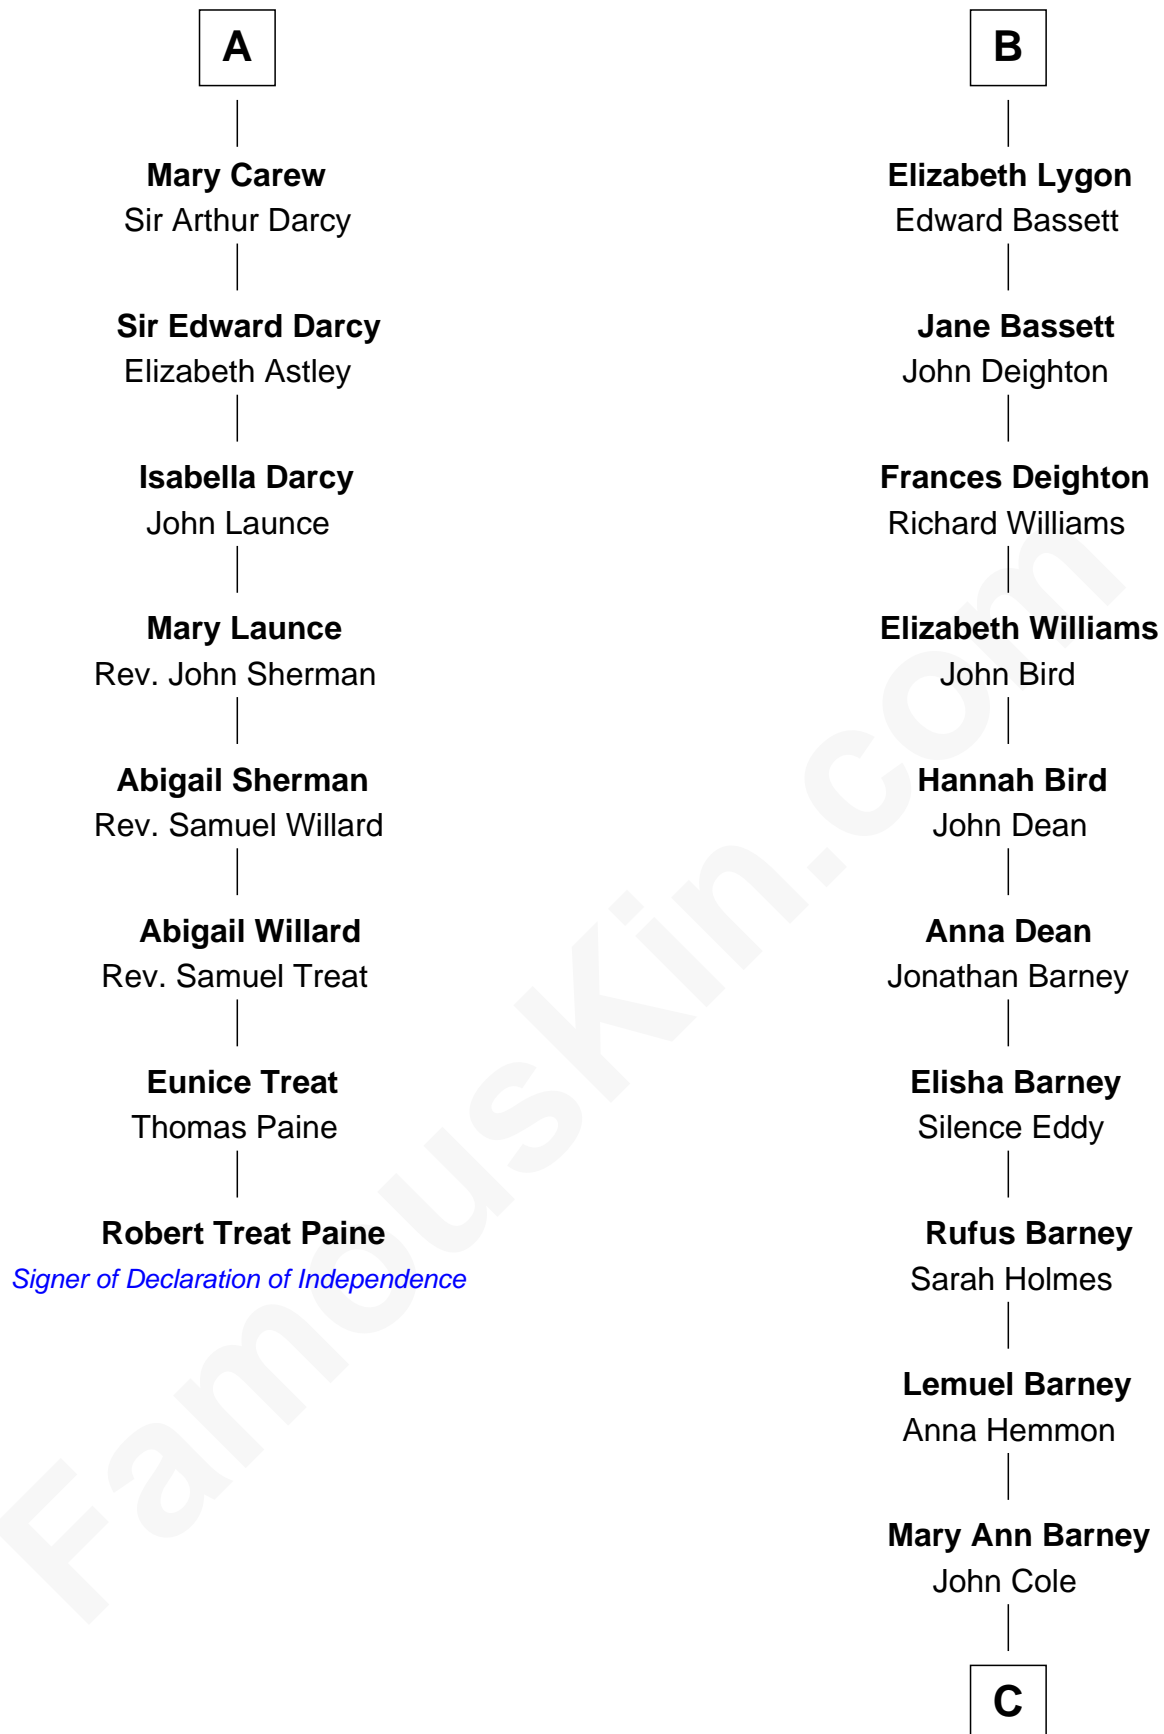 A
Mary Carew
Sir Arthur Darcy
Sir Edward Darcy
Elizabeth Astley
Isabella Darcy
John Launce
Mary Launce
Rev. John Sherman
Abigail Sherman
Rev. Samuel Willard
Abigail Willard
Rev. Samuel Treat
Eunice Treat
Thomas Paine
Robert Treat Paine
Signer of Declaration of Independence
B
Elizabeth Lygon
Edward Bassett
Jane Bassett
John Deighton
Frances Deighton
Richard Williams
Elizabeth Williams
John Bird
Hannah Bird
John Dean
Anna Dean
Jonathan Barney
Elisha Barney
Silence Eddy
Rufus Barney
Sarah Holmes
Lemuel Barney
Anna Hemmon
Mary Ann Barney
John Cole
C
FamousKin.com